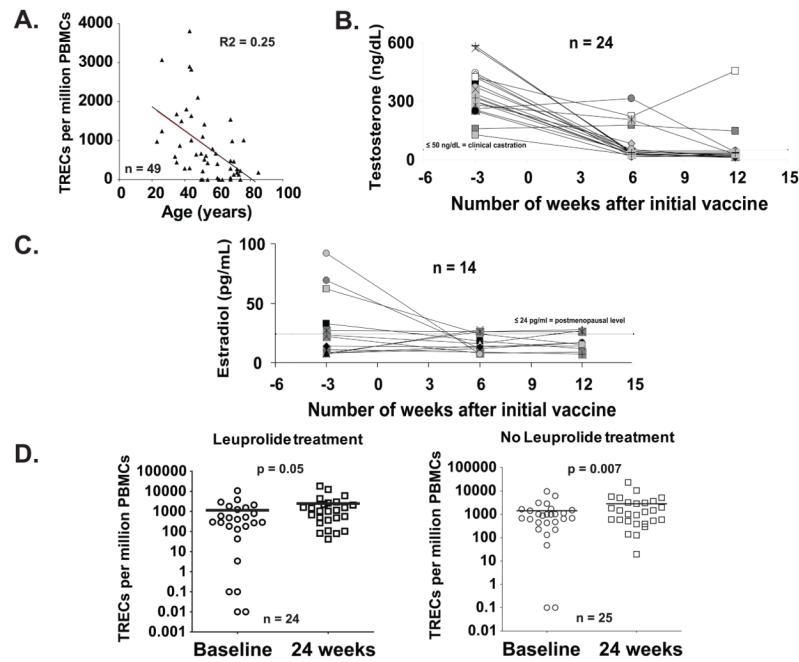 A.
TRECs per million PBMCs
5000
4000
3000
2000
1000
0
R2 = 0.25
n = 49
0 20 40 60 80 100
Age (years)
B.
Testosterone (ng/dL)
600
300
0
n = 24
≤ 50 ng/dL = clinical castration
-6 -3 0 3 6 9 12 15
Number of weeks after initial vaccine
C.
Estradiol (pg/mL)
100
50
0
n = 14
≤ 24 pg/ml = postmenopausal level
-6 -3 0 3 6 9 12 15
Number of weeks after initial vaccine
D.
Leuprolide treatment
TRECs per million PBMCs
100000
10000
1000
100
10
1
0.1
0.01
0.001
p = 0.05
n = 24
Baseline 24 weeks
No Leuprolide treatment
TRECs per million PBMCs
100000
10000
1000
100
10
1
0.1
0.01
p = 0.007
n = 25
Baseline 24 weeks